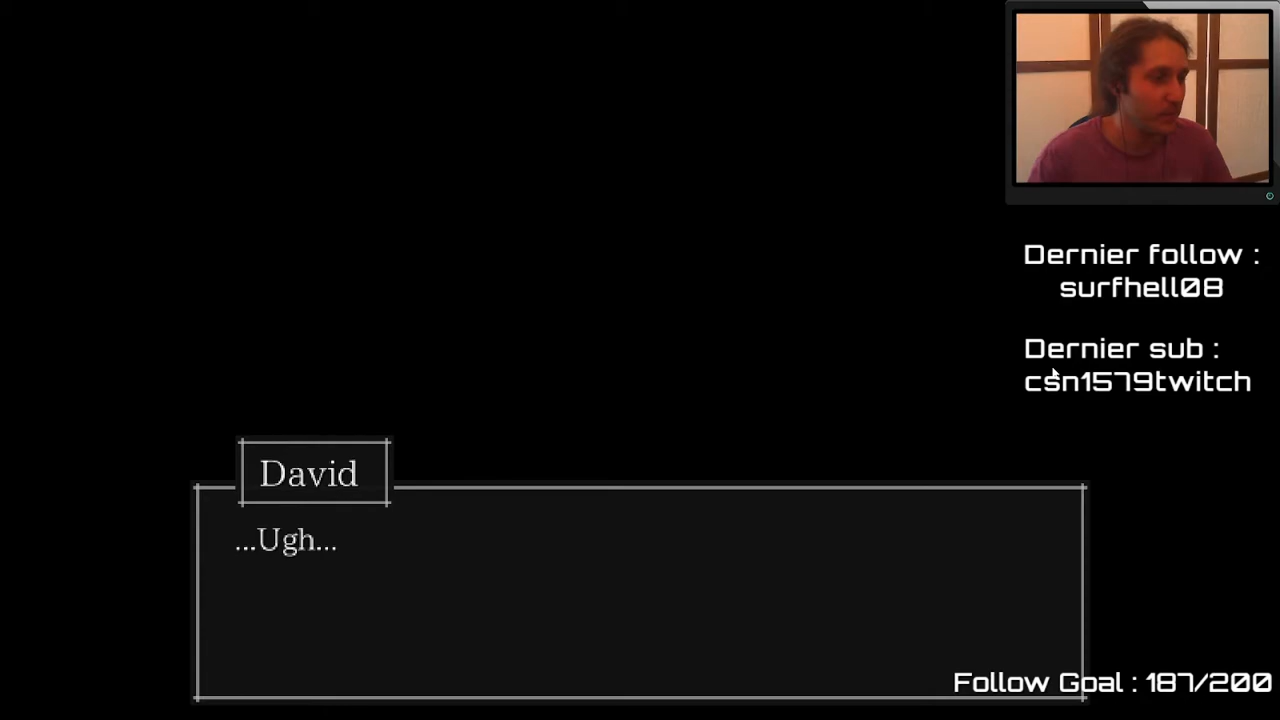 Dernier follow :
surfhell08
Dernier sub :
csn1579twitch
David
...Ugh...
Follow Goal : 187/200